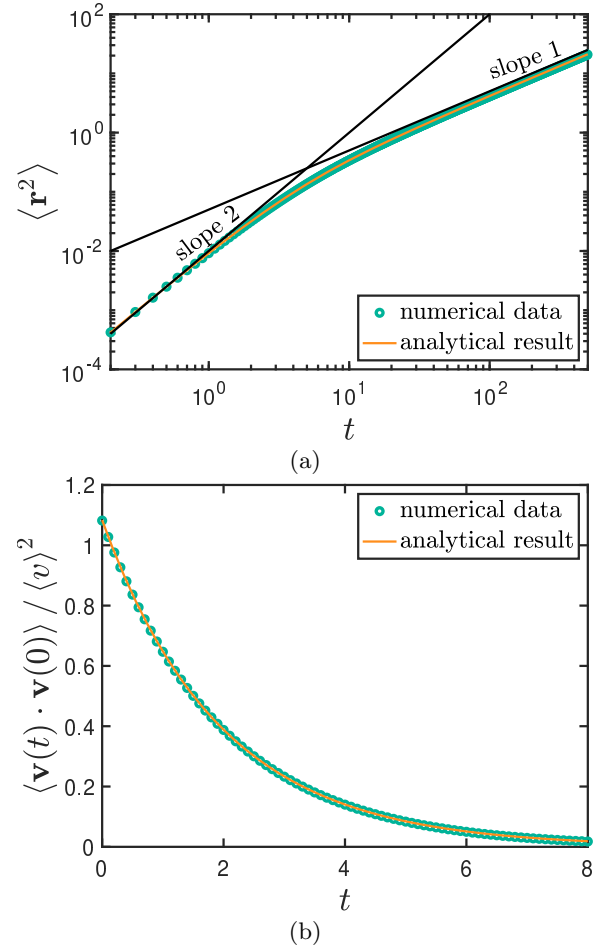 10^2
slope 1
10^0
⟨r^2⟩
slope 2
10^-2
numerical data
analytical result
10^-4
10^0 10^1 10^2
t
(a)
1.2
numerical data
analytical result
1
0.8
⟨v(t) · v(0)⟩ / ⟨v⟩^2
0.6
0.4
0.2
0
0 2 4 6 8
t
(b)